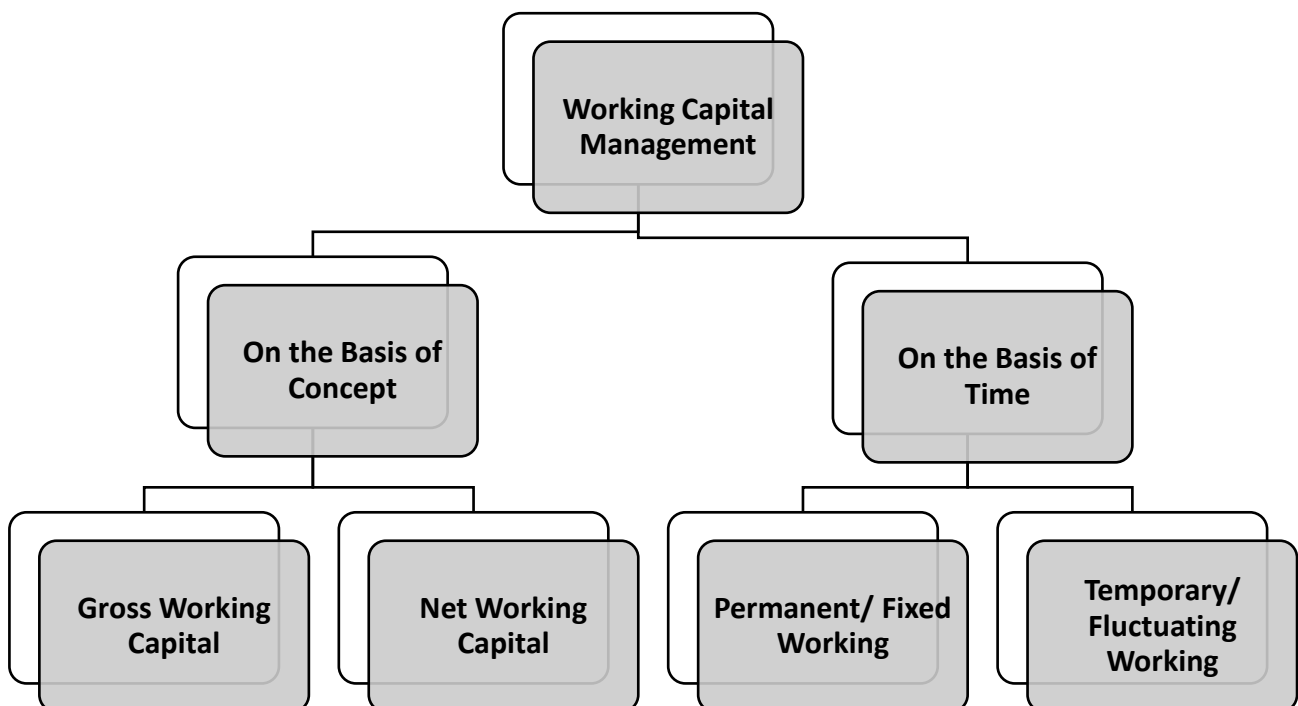 Working Capital
Management
On the Basis of
Concept
On the Basis of
Time
Gross Working
Capital
Net Working
Capital
Permanent/ Fixed
Working
Temporary/
Fluctuating
Working